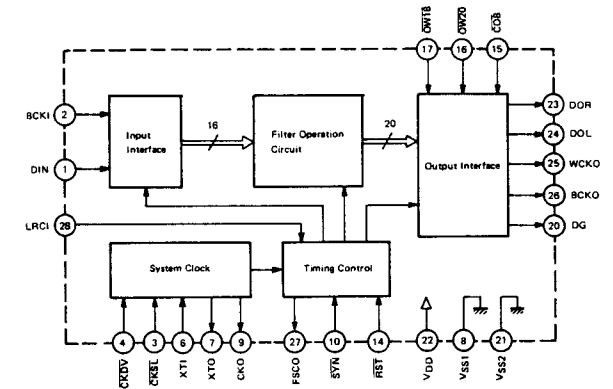 OW18
OW20
COB
17
16
15
BCKI
2
Input
Interface
16
Filter Operation
Circuit
20
Output Interface
23
DOR
24
DOL
DIN
1
25
WCKO
26
BCKO
LRCI
28
20
DG
System Clock
Timing Control
4
3
6
7
9
27
10
14
22
8
21
CKDV
CKSL
XTI
XTO
CKO
FSCO
SYN
RST
VDD
VSS1
VSS2